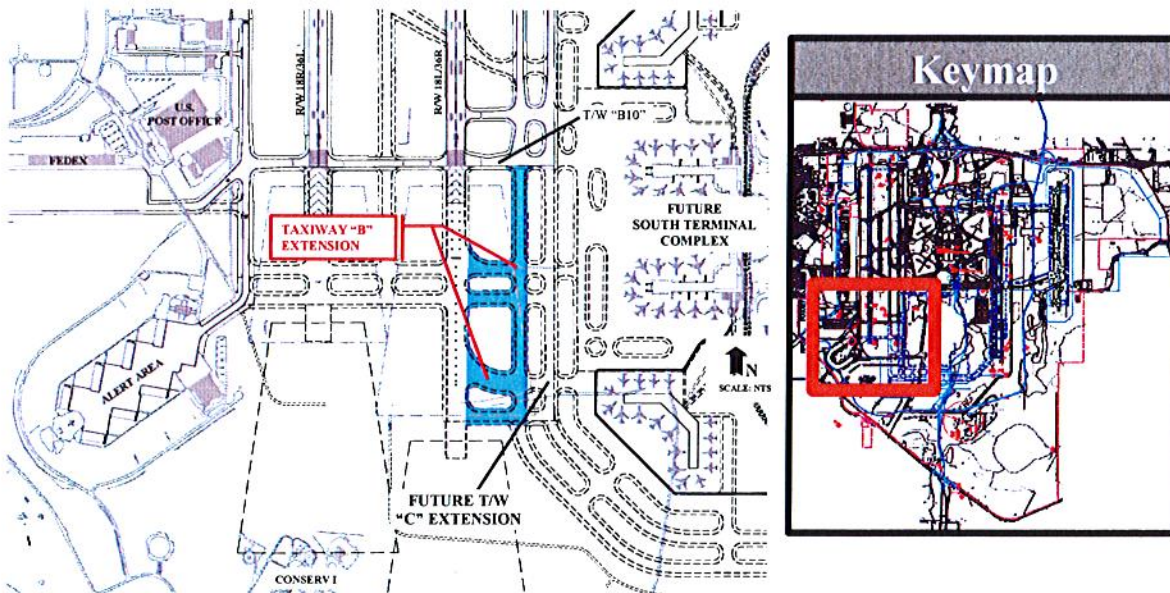 R/W 18R/36L
R/W 18L/36R
U.S.
POST OFFICE
FEDEX
T/W "B10"
TAXIWAY "B"
EXTENSION
FUTURE
SOUTH TERMINAL
COMPLEX
ALERT AREA
N
SCALE: NTS
FUTURE T/W
"C" EXTENSION
CONSERV I
Keymap